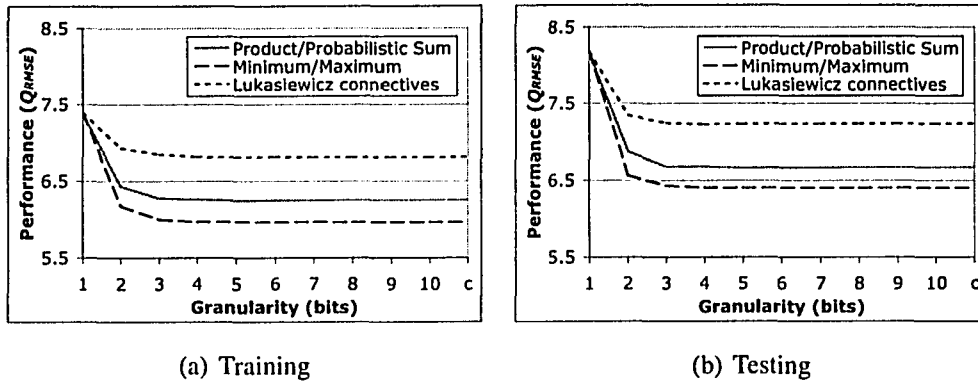 8.5
7.5
6.5
5.5
Performance (QRMSE)
Product/Probabilistic Sum
Minimum/Maximum
Lukasiewicz connectives
1 2 3 4 5 6 7 8 9 10 c
Granularity (bits)
(a) Training
8.5
7.5
6.5
5.5
Performance (QRMSE)
Product/Probabilistic Sum
Minimum/Maximum
Lukasiewicz connectives
1 2 3 4 5 6 7 8 9 10 c
Granularity (bits)
(b) Testing